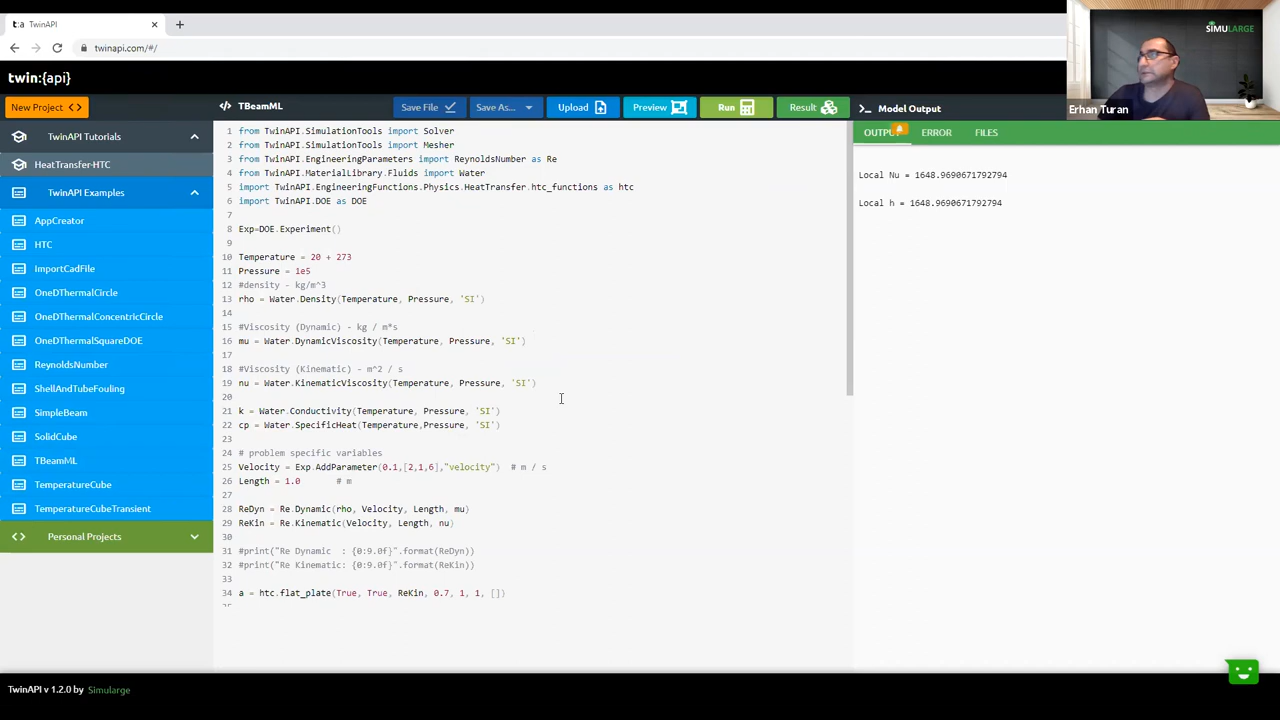 t:a TwinAPI
twinapi.com/#/
SIMULARGE
Erhan Turan
twin:{api}
New Project <>
TBeamML
Save File
Save As...
Upload
Preview
Run
Result
Model Output
TwinAPI Tutorials
HeatTransfer-HTC
TwinAPI Examples
AppCreator
HTC
ImportCadFile
OneDThermalCircle
OneDThermalConcentricCircle
OneDThermalSquareDOE
ReynoldsNumber
ShellAndTubeFouling
SimpleBeam
SolidCube
TBeamML
TemperatureCube
TemperatureCubeTransient
Personal Projects
1 from TwinAPI.SimulationTools import Solver
2 from TwinAPI.SimulationTools import Mesher
3 from TwinAPI.EngineeringParameters import ReynoldsNumber as Re
4 from TwinAPI.MaterialLibrary.Fluids import Water
5 import TwinAPI.EngineeringFunctions.Physics.HeatTransfer.htc_functions as htc
6 import TwinAPI.DOE as DOE
7
8 Exp=DOE.Experiment()
9
10 Temperature = 20 + 273
11 Pressure = 1e5
12 #density - kg/m^3
13 rho = Water.Density(Temperature, Pressure, 'SI')
14
15 #Viscosity (Dynamic) - kg / m*s
16 mu = Water.DynamicViscosity(Temperature, Pressure, 'SI')
17
18 #Viscosity (Kinematic) - m^2 / s
19 nu = Water.KinematicViscosity(Temperature, Pressure, 'SI')
20
21 k = Water.Conductivity(Temperature, Pressure, 'SI')
22 cp = Water.SpecificHeat(Temperature,Pressure, 'SI')
23
24 # problem specific variables
25 Velocity = Exp.AddParameter(0.1,[2,1,6],"velocity") # m / s
26 Length = 1.0 # m
27
28 ReDyn = Re.Dynamic(rho, Velocity, Length, mu)
29 ReKin = Re.Kinematic(Velocity, Length, nu)
30
31 #print("Re Dynamic : {0:9.0f}".format(ReDyn))
32 #print("Re Kinematic: {0:9.0f}".format(ReKin))
33
34 a = htc.flat_plate(True, True, ReKin, 0.7, 1, 1, [])
OUTPUT
ERROR
FILES
Local Nu = 1648.9690671792794
Local h = 1648.9690671792794
TwinAPI v 1.2.0 by Simularge